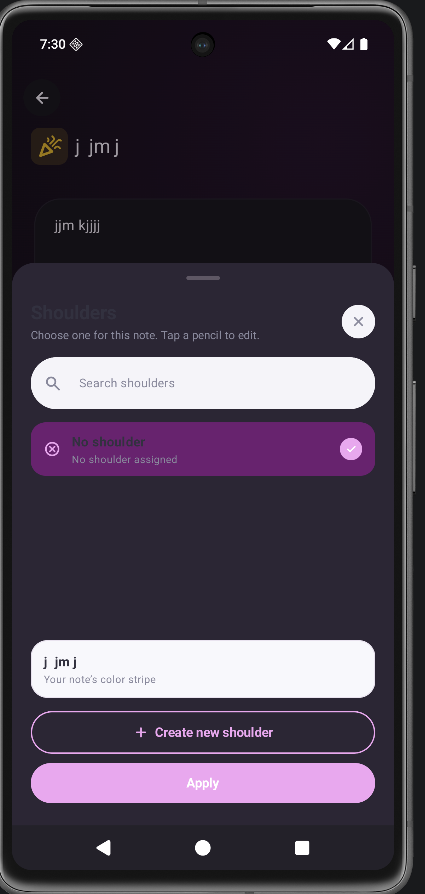 7:30
j jm j
jjm kjjjj
Shoulders
Choose one for this note. Tap a pencil to edit.
Search shoulders
No shoulder
No shoulder assigned
j jm j
Your note's color stripe
+ Create new shoulder
Apply